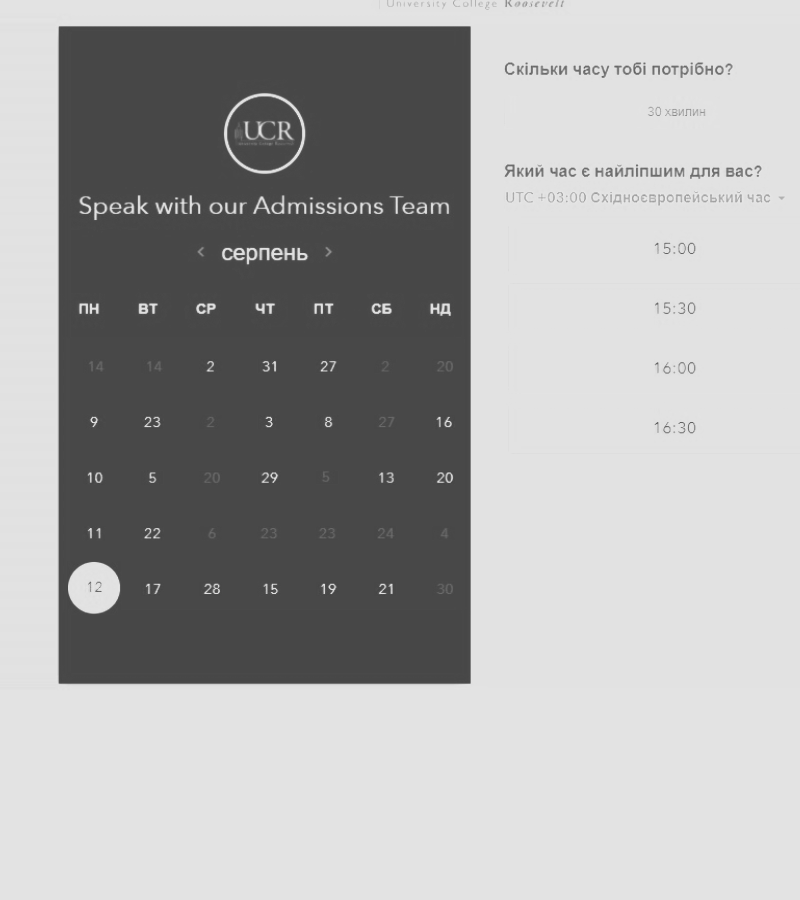 University College Roosevelt
UCR
Speak with our Admissions Team
серпень
ПН ВТ СР ЧТ ПТ СБ НД
14 14 2 31 27 2 20
9 23 2 3 8 27 16
10 5 20 29 5 13 20
11 22 6 23 23 24 4
12 17 28 15 19 21 30
Скільки часу тобі потрібно?
30 хвилин
Який час є найліпшим для вас?
UTC +03:00 Східноєвропейський час
15:00
15:30
16:00
16:30